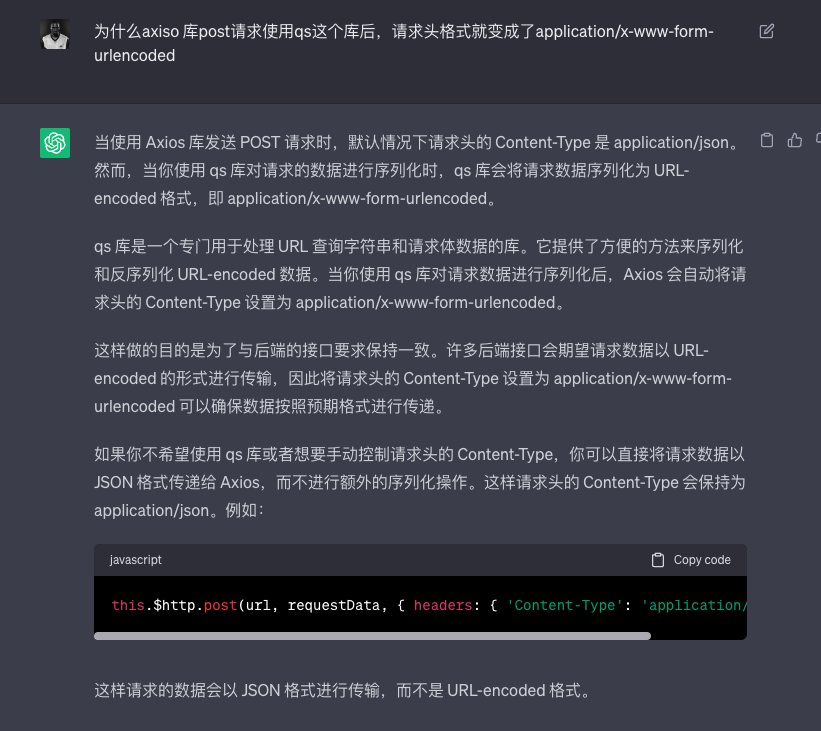 为什么axiso 库post请求使用qs这个库后，请求头格式就变成了application/x-www-form-
urlencoded
当使用 Axios 库发送 POST 请求时，默认情况下请求头的 Content-Type 是 application/json。
然而，当你使用 qs 库对请求的数据进行序列化时，qs 库会将请求数据序列化为 URL-
encoded 格式，即 application/x-www-form-urlencoded。
qs 库是一个专门用于处理 URL 查询字符串和请求体数据的库。它提供了方便的方法来序列化
和反序列化 URL-encoded 数据。当你使用 qs 库对请求数据进行序列化后，Axios 会自动将请
求头的 Content-Type 设置为 application/x-www-form-urlencoded。
这样做的目的是为了与后端的接口要求保持一致。许多后端接口会期望请求数据以 URL-
encoded 的形式进行传输，因此将请求头的 Content-Type 设置为 application/x-www-form-
urlencoded 可以确保数据按照预期格式进行传递。
如果你不希望使用 qs 库或者想要手动控制请求头的 Content-Type，你可以直接将请求数据以
JSON 格式传递给 Axios，而不进行额外的序列化操作。这样请求头的 Content-Type 会保持为
application/json。例如：
javascript
Copy code
this.$http.post(url, requestData, { headers: { 'Content-Type': 'application/
这样请求的数据会以 JSON 格式进行传输，而不是 URL-encoded 格式。